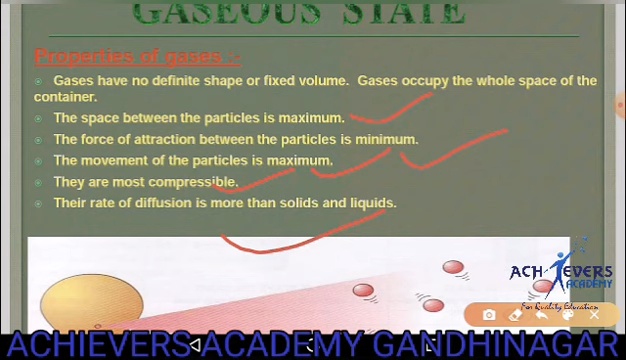 GASEOUS STATE
Properties of gases :-
Gases have no definite shape or fixed volume. Gases occupy the whole space of the
container.
The space between the particles is maximum.
The force of attraction between the particles is minimum.
The movement of the particles is maximum.
They are most compressible.
Their rate of diffusion is more than solids and liquids.
ACHIEVERS
ACADEMY
For Quality Education
ACHIEVERS ACADEMY GANDHINAGAR